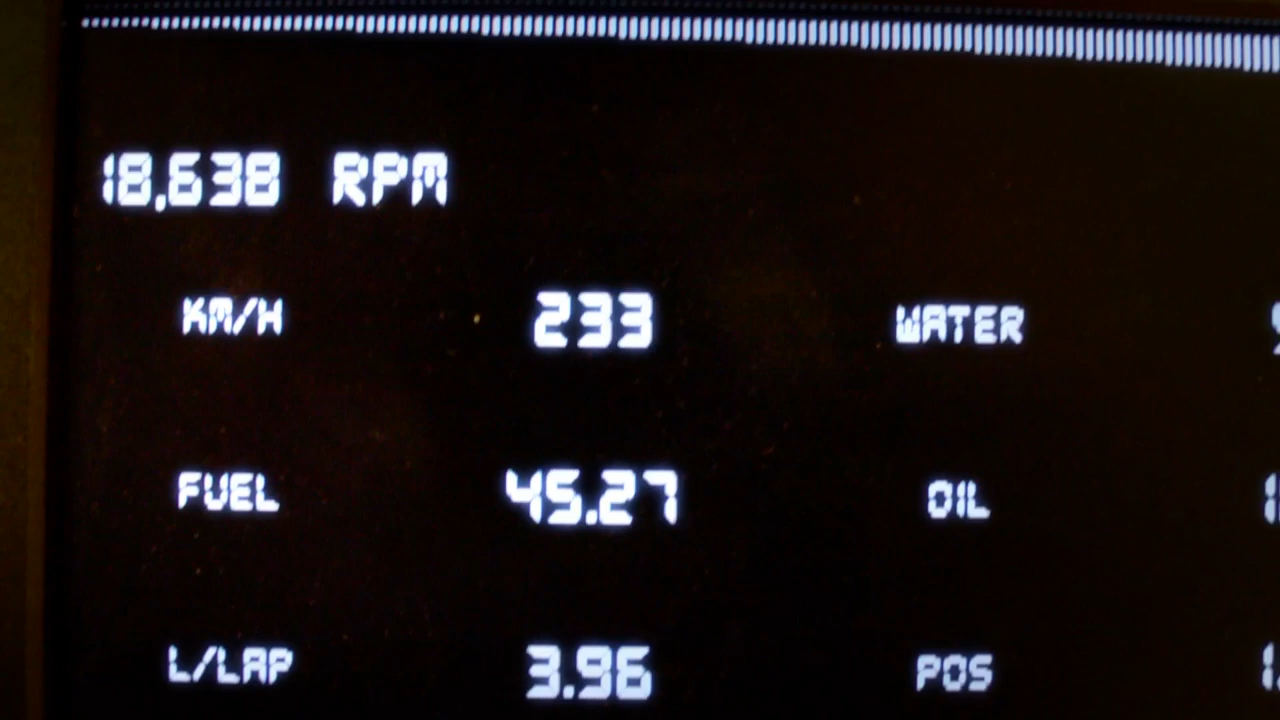 18,638 RPM
KM/H 233 WATER
FUEL 45.27 OIL
L/LAP 3.96 POS